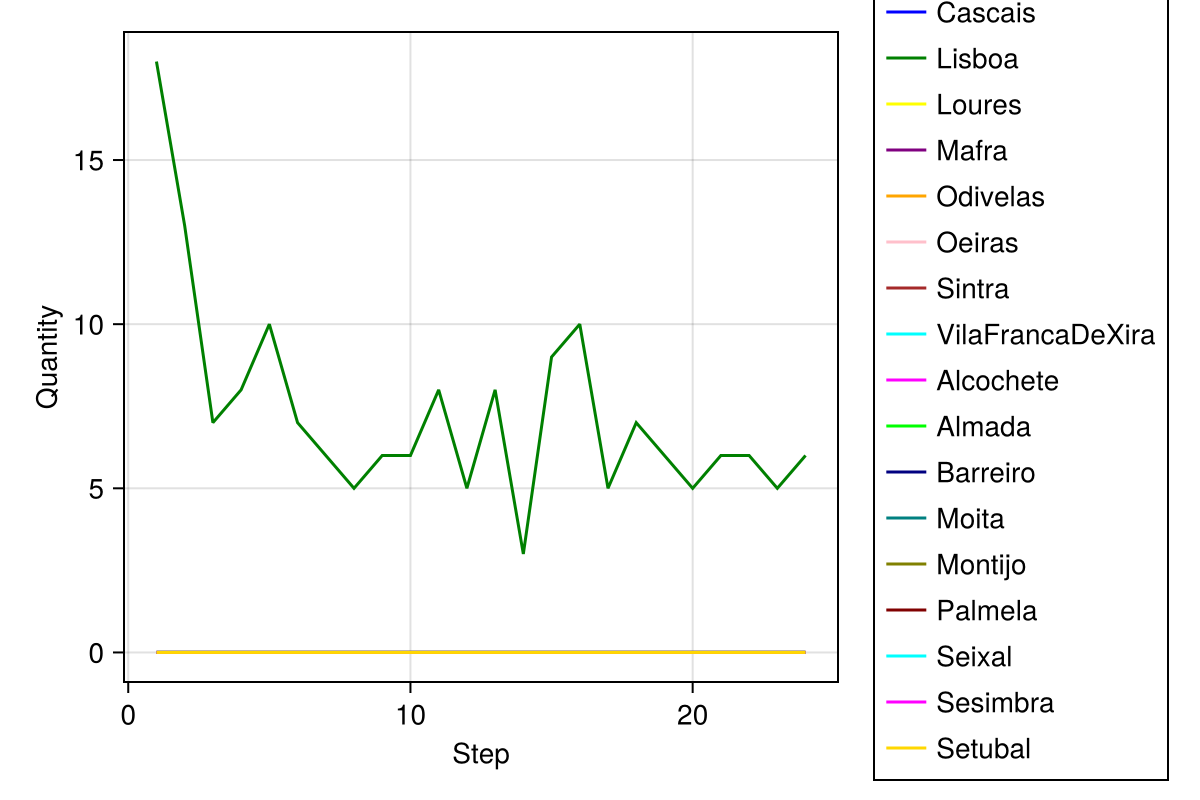 15
10
5
0
Quantity
0
10
20
Step
Cascais
Lisboa
Loures
Mafra
Odivelas
Oeiras
Sintra
VilaFrancaDeXira
Alcochete
Almada
Barreiro
Moita
Montijo
Palmela
Seixal
Sesimbra
Setubal